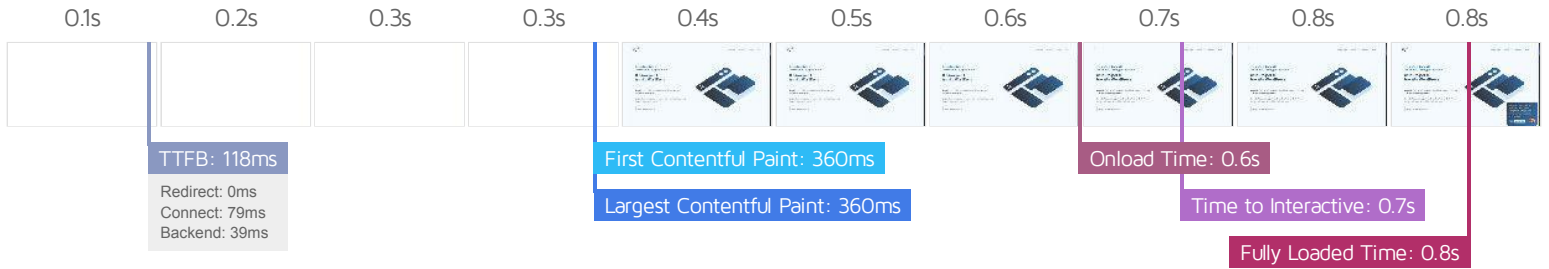 0.1s 0.2s 0.3s 0.3s 0.4s 0.5s 0.6s 0.7s 0.8s 0.8s
TTFB: 118ms
Redirect: 0ms
Connect: 79ms
Backend: 39ms
First Contentful Paint: 360ms
Largest Contentful Paint: 360ms
Onload Time: 0.6s
Time to Interactive: 0.7s
Fully Loaded Time: 0.8s